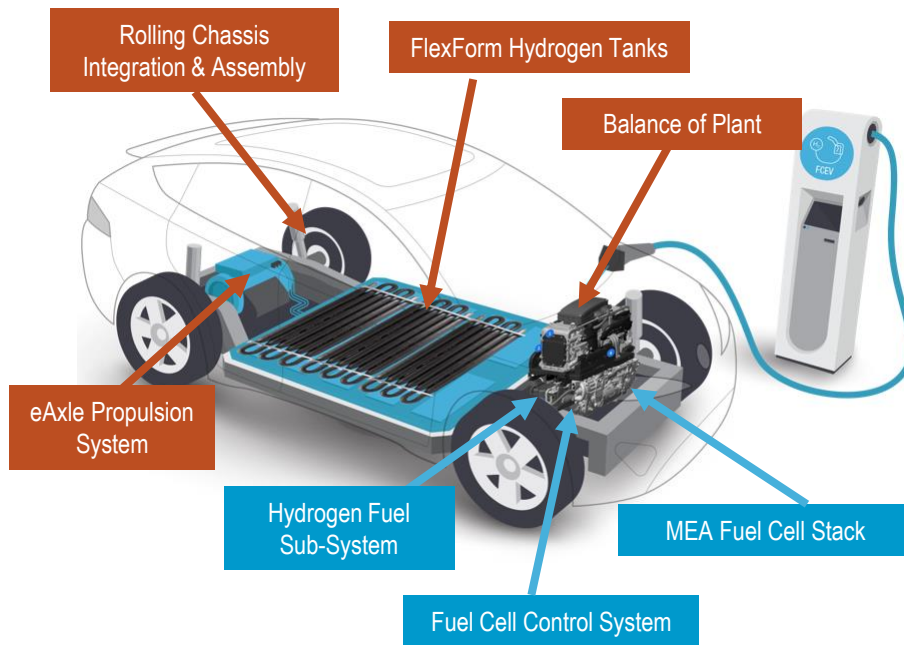 Rolling Chassis
Integration & Assembly
FlexForm Hydrogen Tanks
Balance of Plant
FCEV
eAxle Propulsion
System
Hydrogen Fuel
Sub-System
MEA Fuel Cell Stack
Fuel Cell Control System